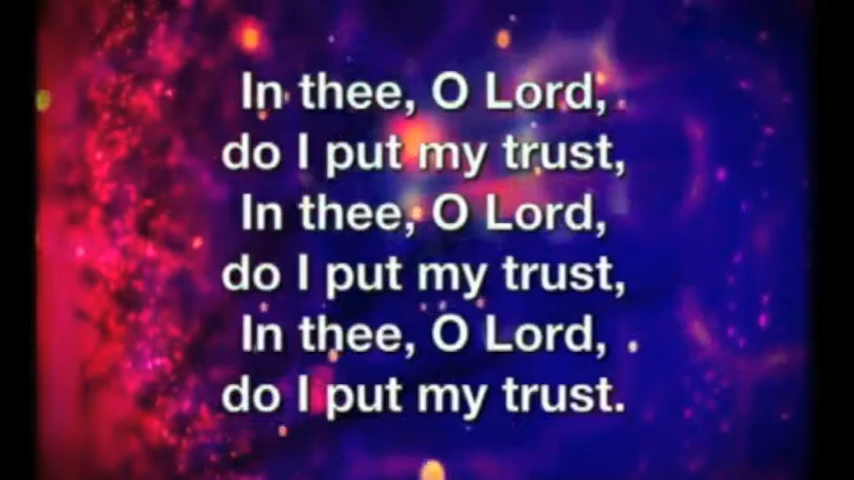 In thee, O Lord,
do I put my trust,
In thee, O Lord,
do I put my trust,
In thee, O Lord,
do I put my trust.